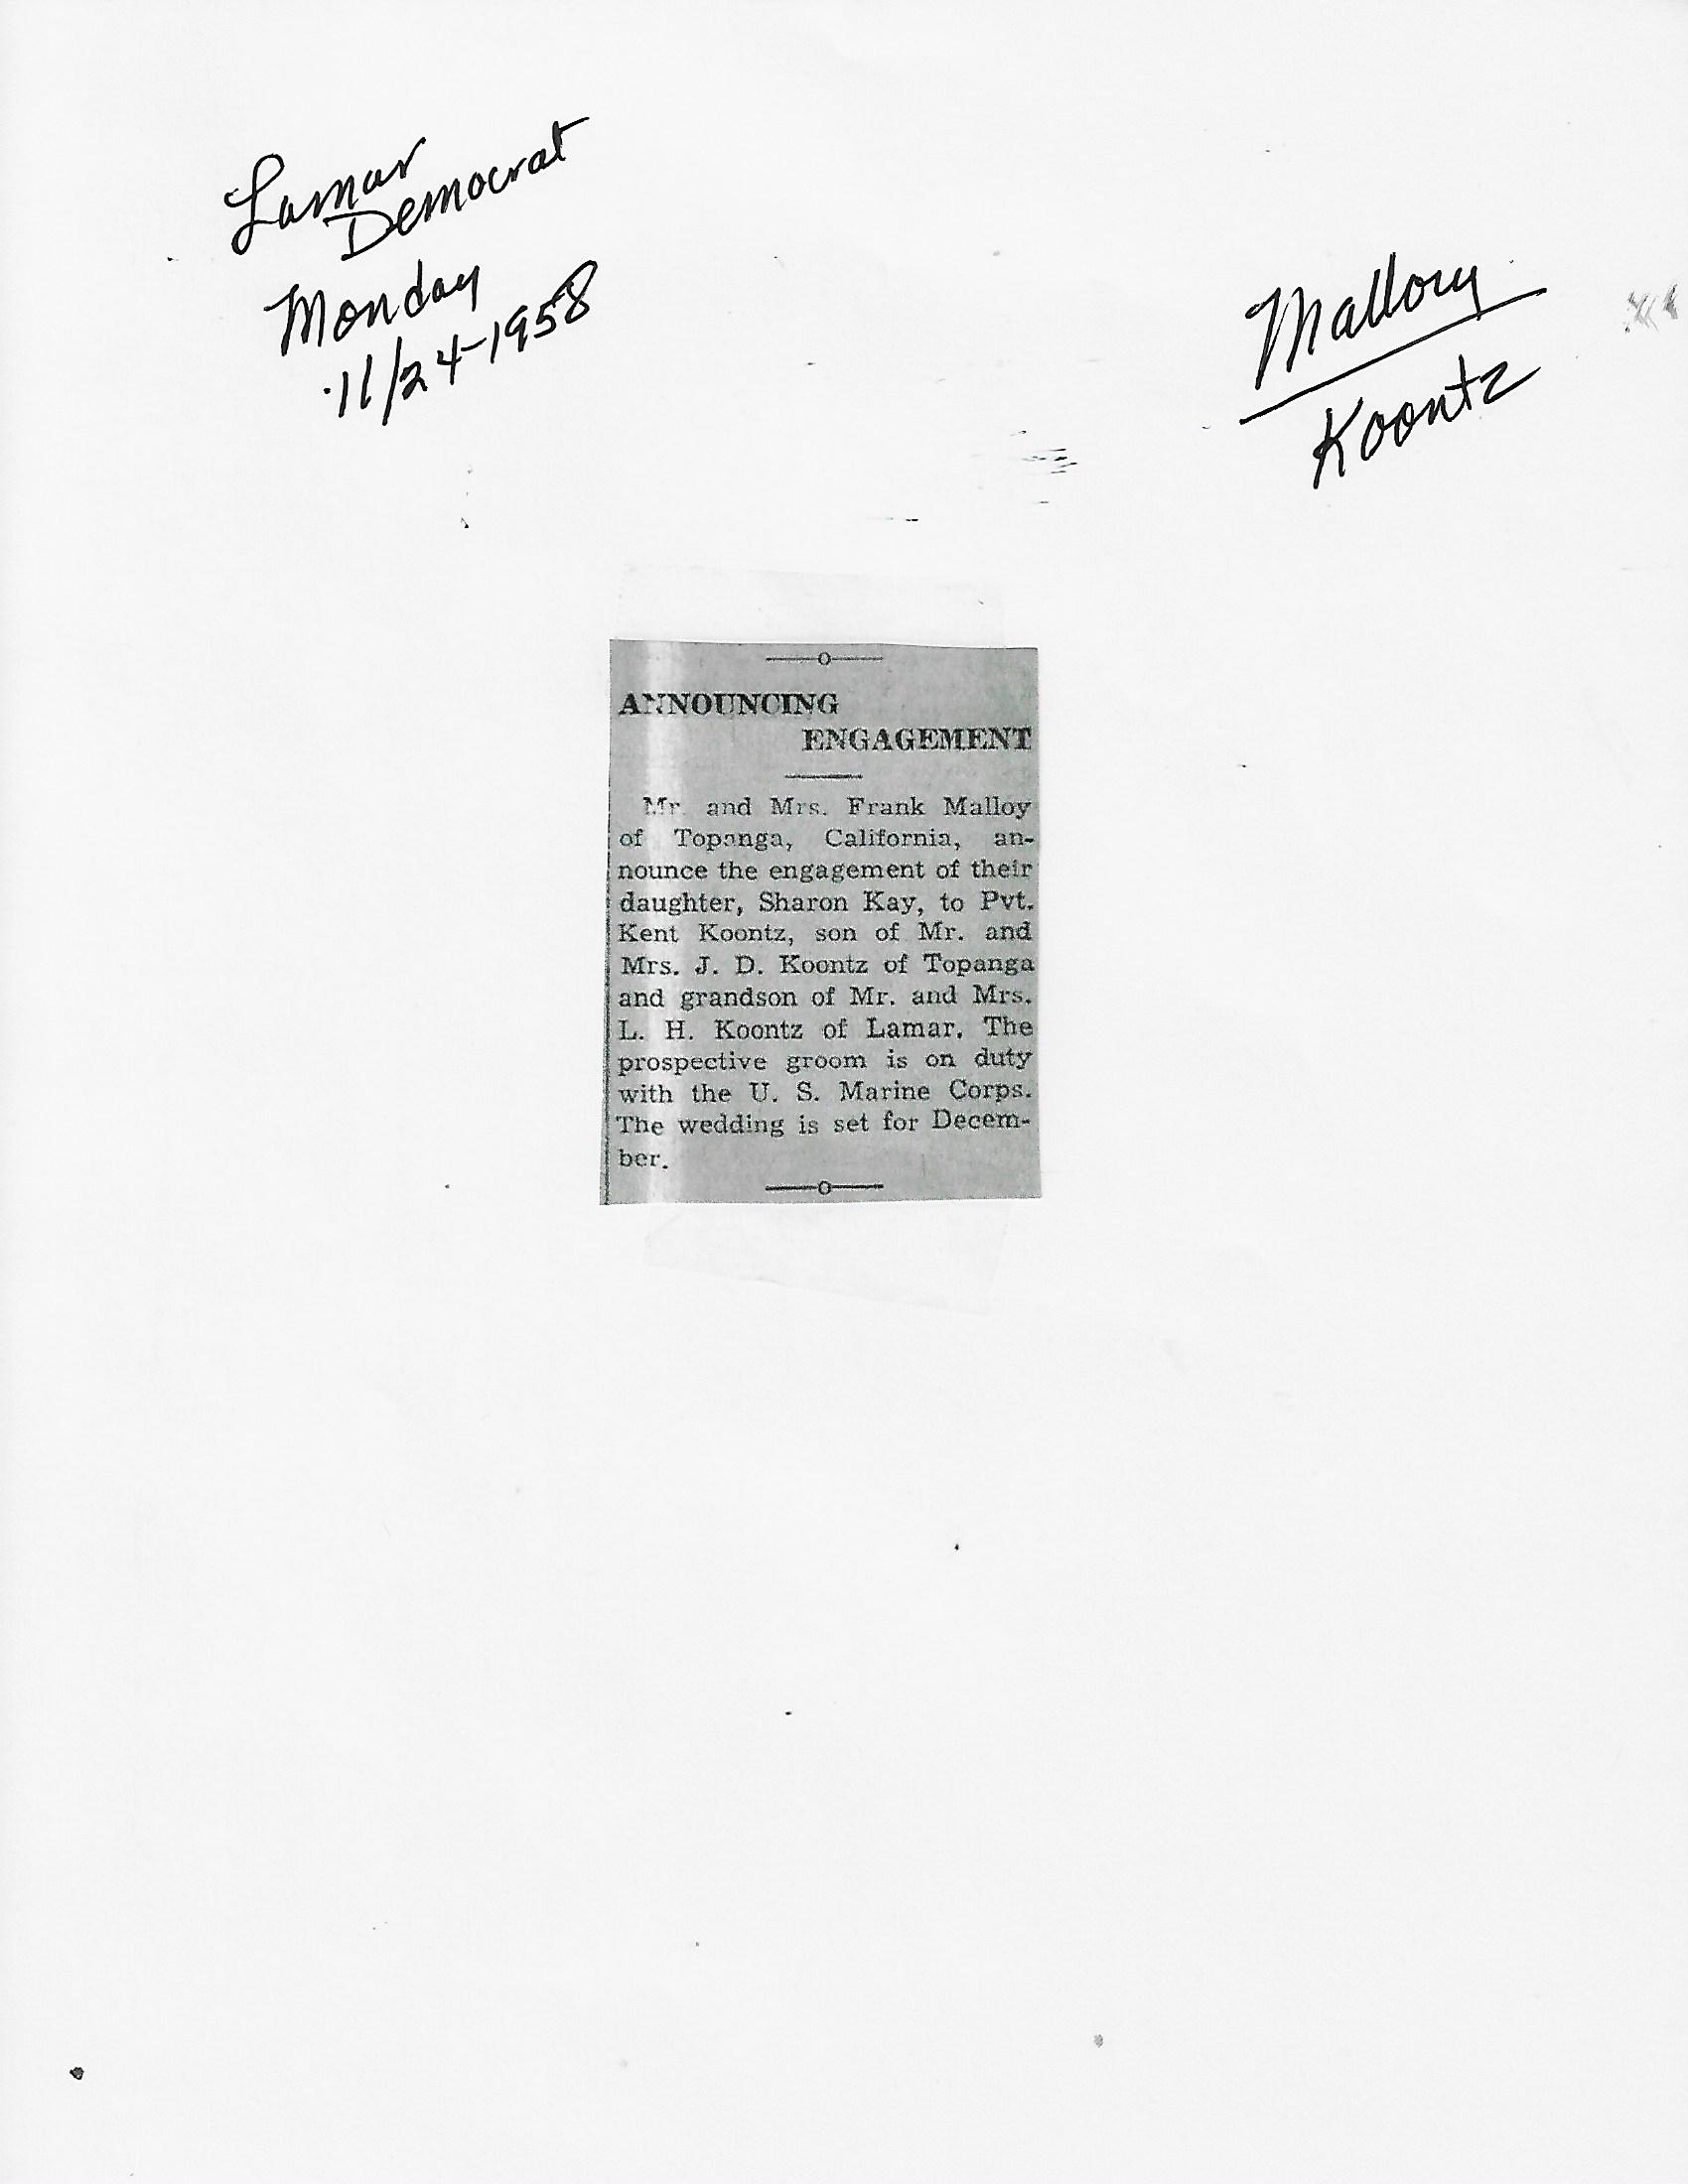 Lamar
Democrat
Monday
11/24-1958
Mallory
Koontz
ANNOUNCING
ENGAGEMENT
Mr. and Mrs. Frank Malloy
of Topanga, California, an-
nounce the engagement of their
daughter, Sharon Kay, to Pvt.
Kent Koontz, son of Mr. and
Mrs. J. D. Koontz of Topanga
and grandson of Mr. and Mrs.
L. H. Koontz of Lamar. The
prospective groom is on duty
with the U. S. Marine Corps.
The wedding is set for Decem-
ber.